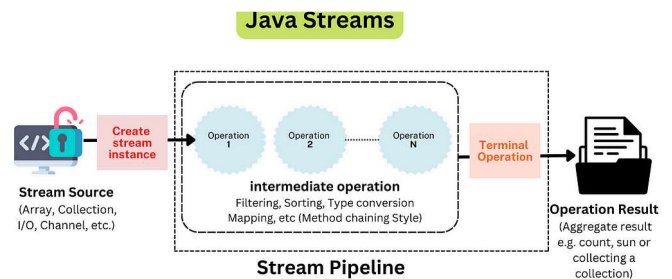 Java Streams
</>
Create
stream
instance
Operation
1
Operation
2
Operation
N
Terminal
Operation
Stream Source
(Array, Collection,
I/O, Channel, etc.)
intermediate operation
Filtering, Sorting, Type conversion
Mapping, etc (Method chaining Style)
Operation Result
(Aggregate result
e.g. count, sun or
collecting a
collection)
Stream Pipeline